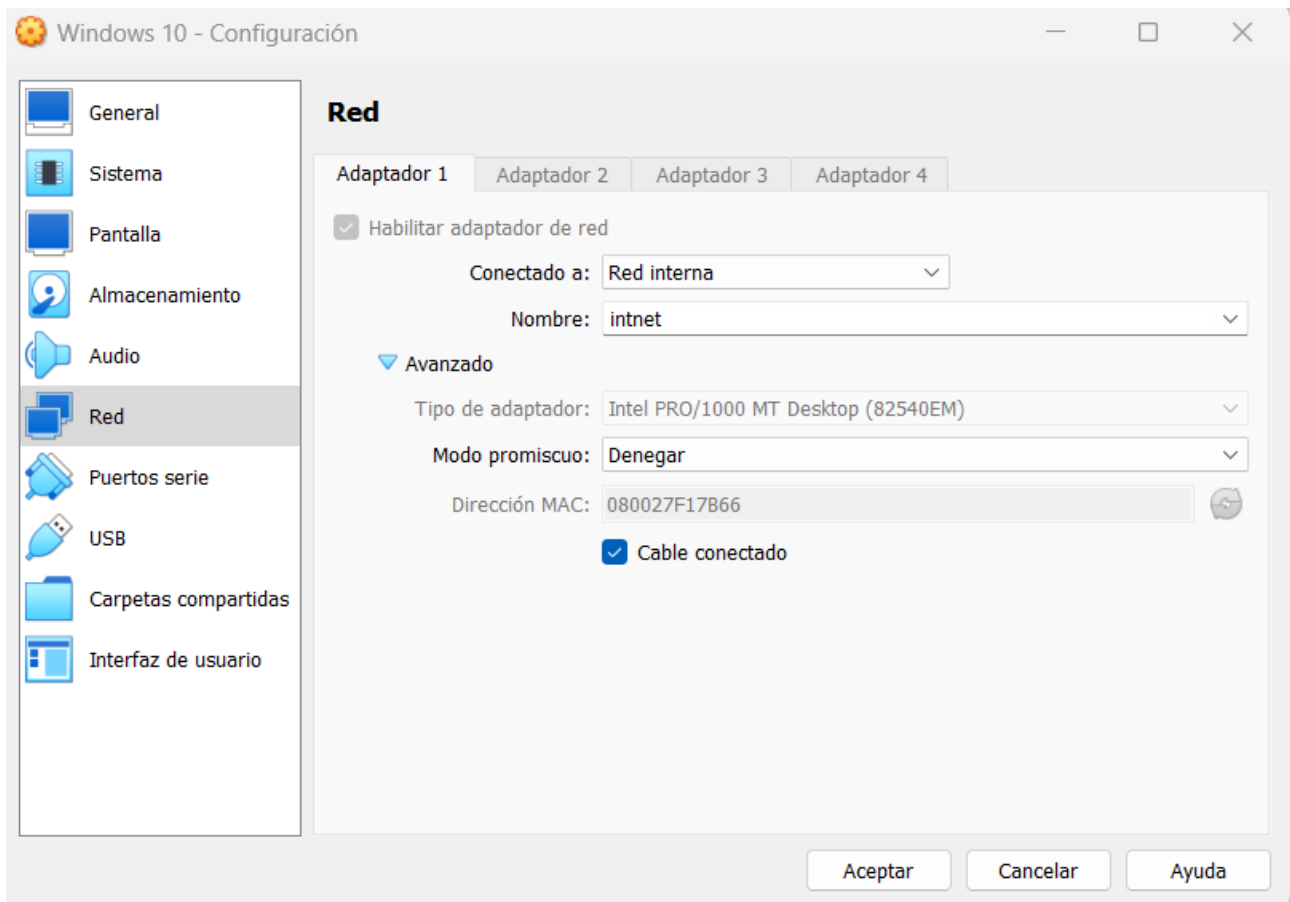 Windows 10 - Configuración
General
Sistema
Pantalla
Almacenamiento
Audio
Red
Puertos serie
USB
Carpetas compartidas
Interfaz de usuario
Red
Adaptador 1 Adaptador 2 Adaptador 3 Adaptador 4
Habilitar adaptador de red
Conectado a: Red interna
Nombre: intnet
Avanzado
Tipo de adaptador: Intel PRO/1000 MT Desktop (82540EM)
Modo promiscuo: Denegar
Dirección MAC: 080027F17B66
Cable conectado
Aceptar Cancelar Ayuda